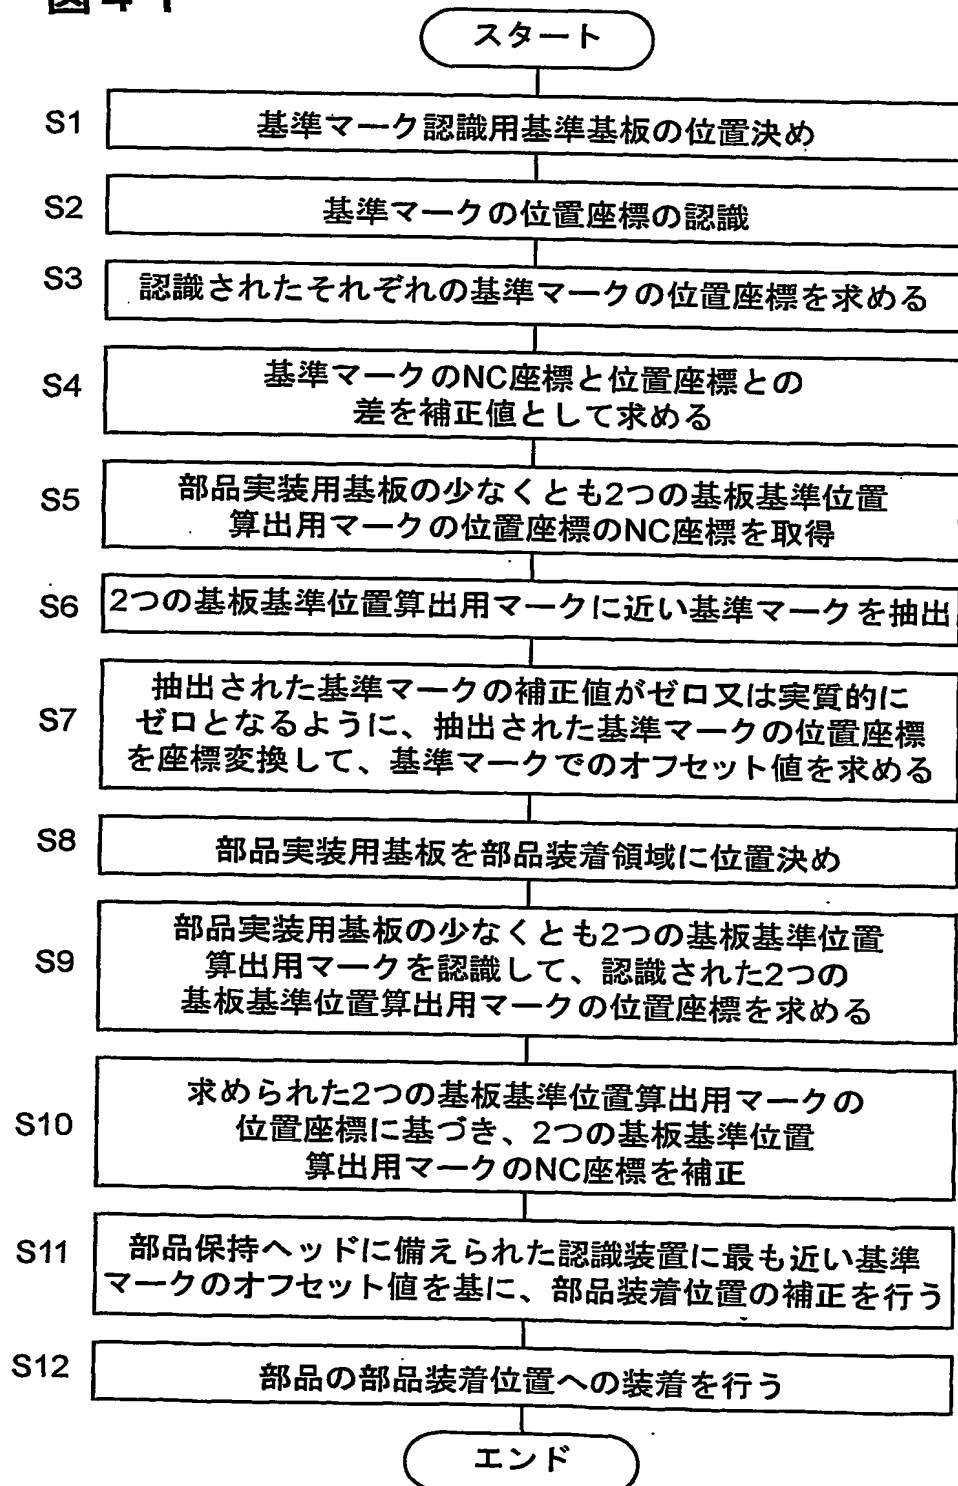 図41
スタート
S1
基準マーク認識用基準基板の位置決め
S2
基準マークの位置座標の認識
S3
認識されたそれぞれの基準マークの位置座標を求める
S4
基準マークのNC座標と位置座標との
差を補正値として求める
S5
部品実装用基板の少なくとも2つの基板基準位置
算出用マークの位置座標のNC座標を取得
S6
2つの基板基準位置算出用マークに近い基準マークを抽出
S7
抽出された基準マークの補正値がゼロ又は実質的に
ゼロとなるように、抽出された基準マークの位置座標
を座標変換して、基準マークでのオフセット値を求める
S8
部品実装用基板を部品装着領域に位置決め
S9
部品実装用基板の少なくとも2つの基板基準位置
算出用マークを認識して、認識された2つの
基板基準位置算出用マークの位置座標を求める
S10
求められた2つの基板基準位置算出用マークの
位置座標に基づき、2つの基板基準位置
算出用マークのNC座標を補正
S11
部品保持ヘッドに備えられた認識装置に最も近い基準
マークのオフセット値を基に、部品装着位置の補正を行う
S12
部品の部品装着位置への装着を行う
エンド